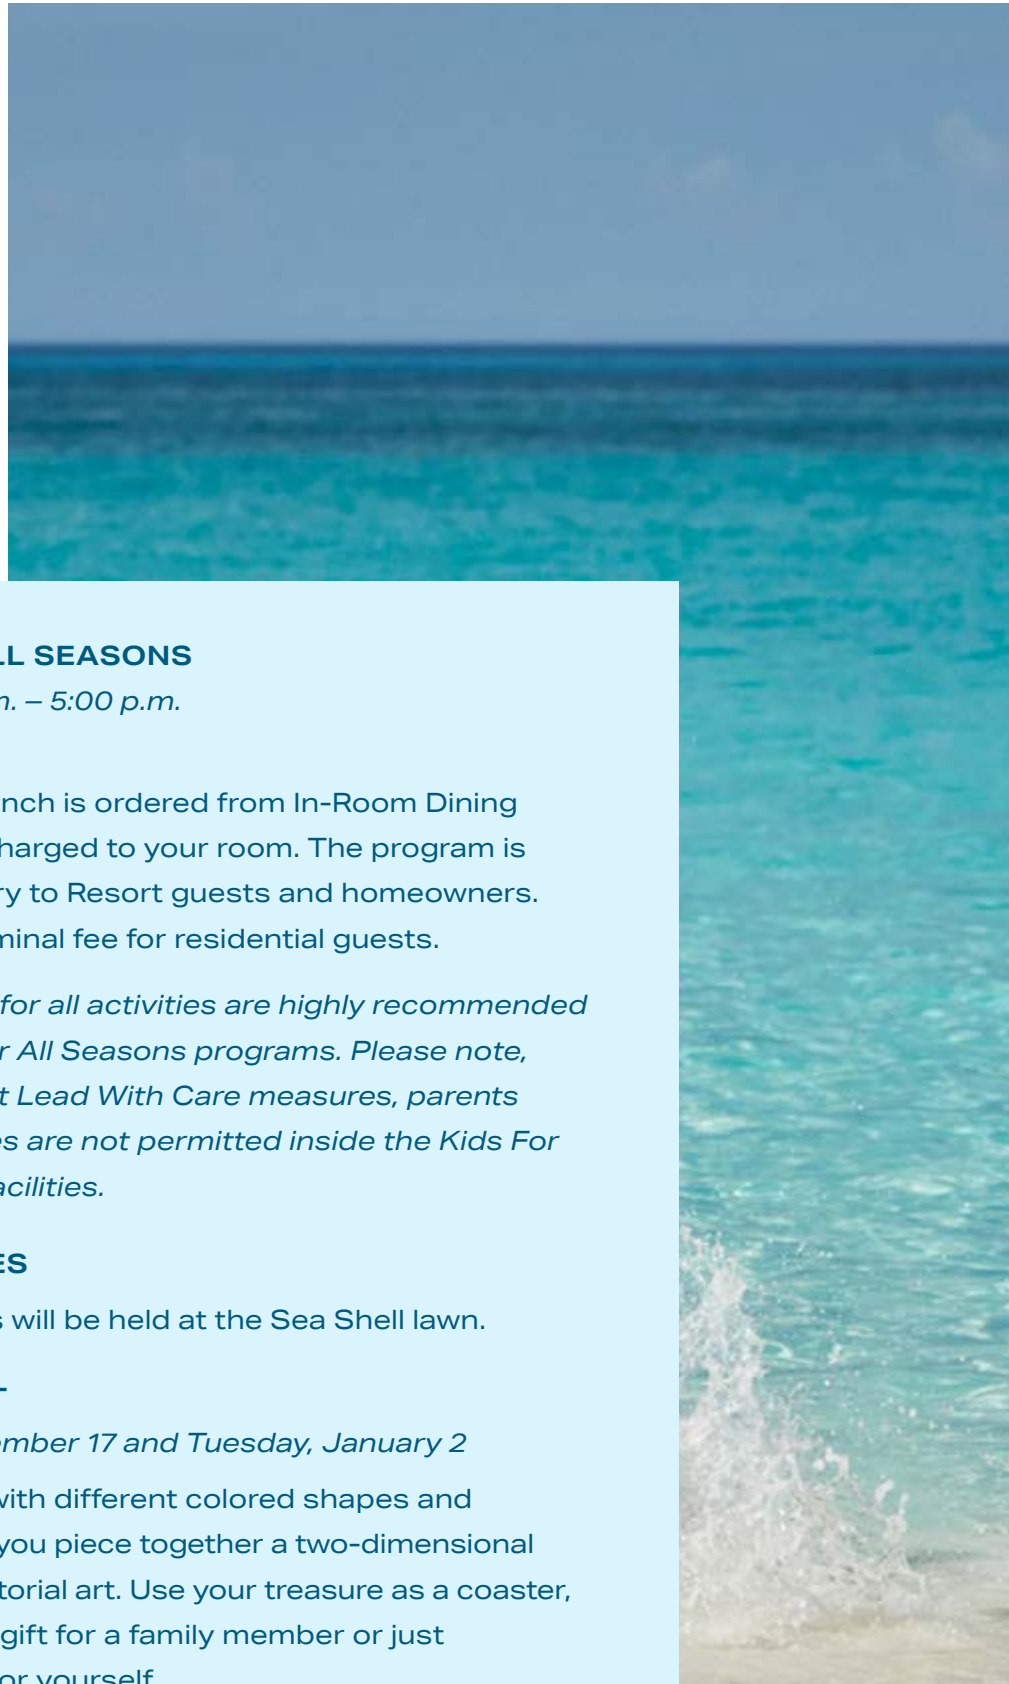 LL SEASONS
m. – 5:00 p.m.
nch is ordered from In-Room Dining
harged to your room. The program is
ry to Resort guests and homeowners.
minal fee for residential guests.
for all activities are highly recommended
r All Seasons programs. Please note,
t Lead With Care measures, parents
es are not permitted inside the Kids For
acilities.
ES
s will be held at the Sea Shell lawn.
mber 17 and Tuesday, January 2
with different colored shapes and
you piece together a two-dimensional
torial art. Use your treasure as a coaster,
gift for a family member or just
or yourself.